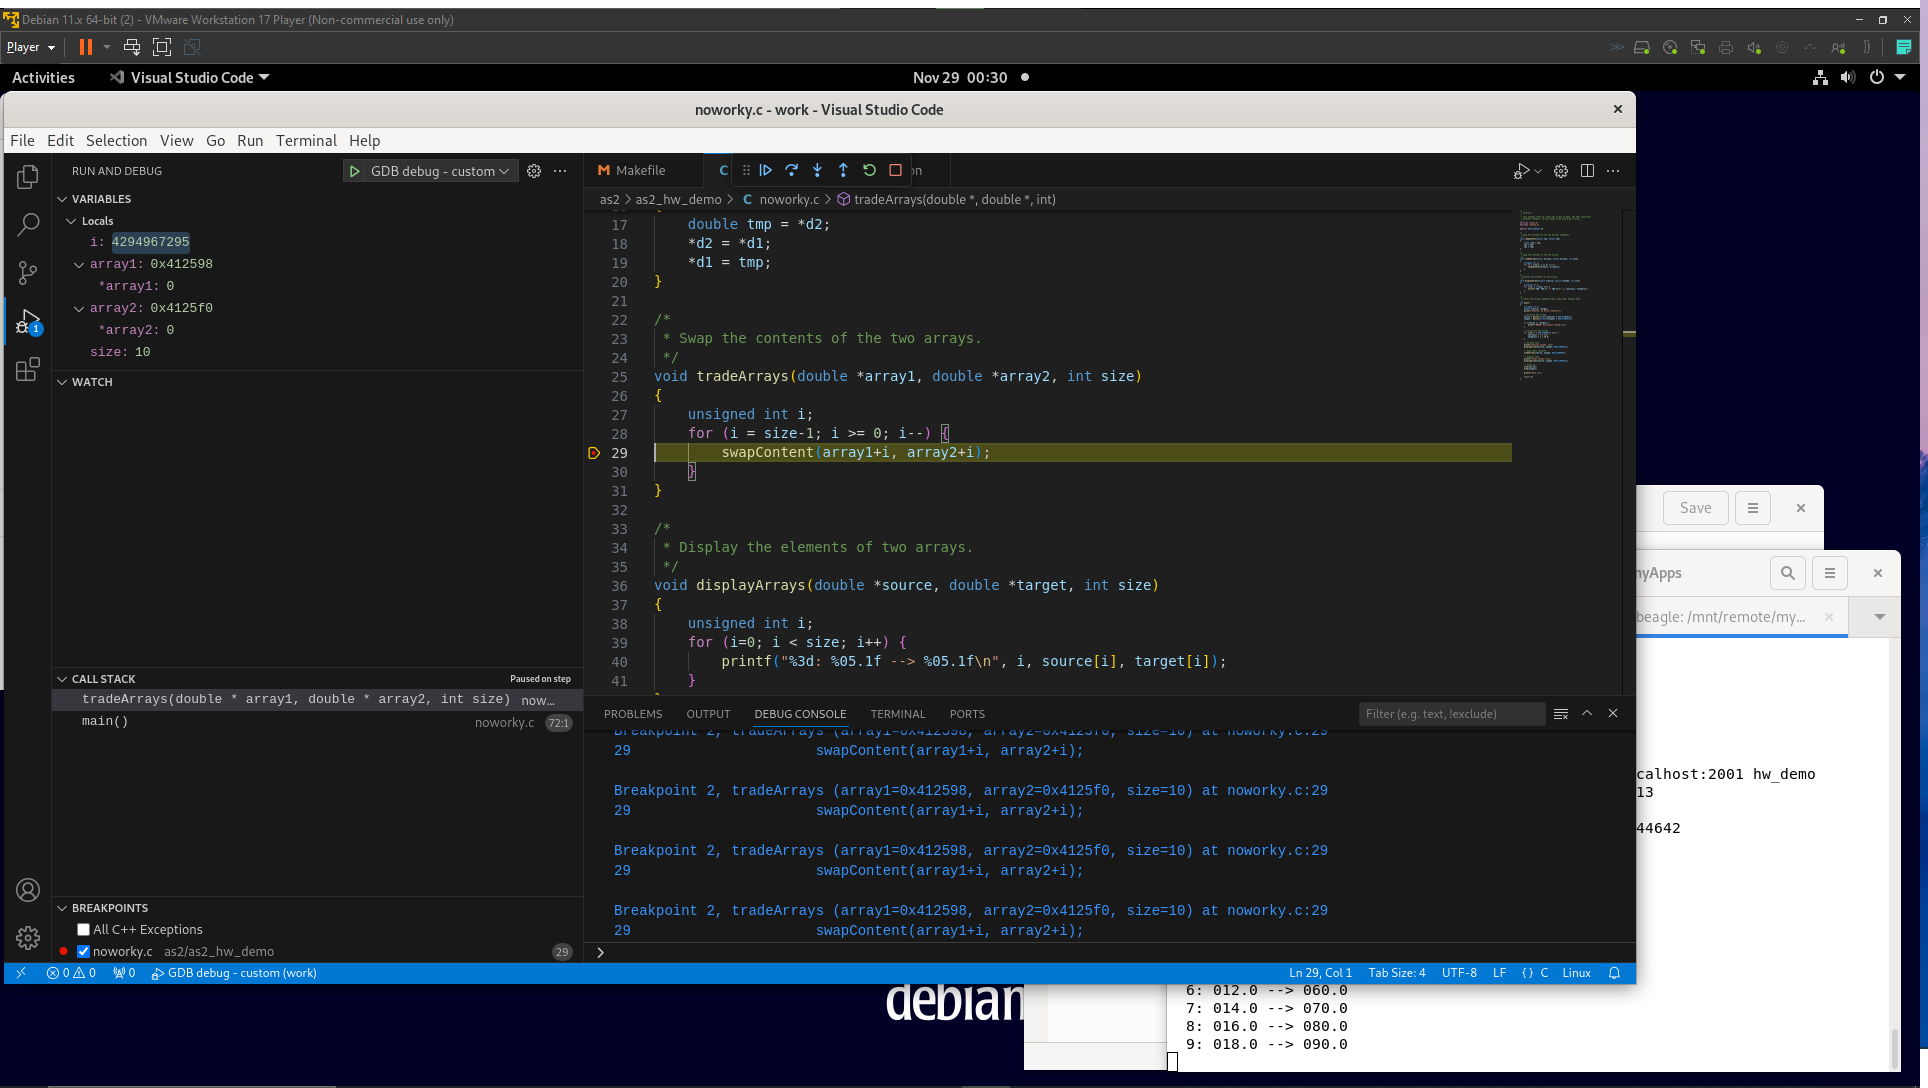 Debian 11.x 64-bit (2) - VMware Workstation 17 Player (Non-commercial use only)
Player
Activities
Visual Studio Code
Nov 29 00:30
noworky.c - work - Visual Studio Code
File Edit Selection View Go Run Terminal Help
RUN AND DEBUG
GDB debug - custom
VARIABLES
Locals
i: 4294967295
array1: 0x412598
*array1: 0
array2: 0x4125f0
*array2: 0
size: 10
WATCH
CALL STACK
Paused on step
tradeArrays(double * array1, double * array2, int size) now...
main() noworky.c 72:1
BREAKPOINTS
All C++ Exceptions
noworky.c as2/as2_hw_demo 29
1
Makefile
C
on
as2 > as2_hw_demo > C noworky.c > tradeArrays(double *, double *, int)
17 double tmp = *d2;
18 *d2 = *d1;
19 *d1 = tmp;
20 }
21
22 /*
23 * Swap the contents of the two arrays.
24 */
25 void tradeArrays(double *array1, double *array2, int size)
26 {
27 unsigned int i;
28 for (i = size-1; i >= 0; i--) {
29 swapContent(array1+i, array2+i);
30 }
31 }
32
33 /*
34 * Display the elements of two arrays.
35 */
36 void displayArrays(double *source, double *target, int size)
37 {
38 unsigned int i;
39 for (i=0; i < size; i++) {
40 printf("%3d: %05.1f --> %05.1f\n", i, source[i], target[i]);
41 }
PROBLEMS OUTPUT DEBUG CONSOLE TERMINAL PORTS
Filter (e.g. text, !exclude)
Breakpoint 2, tradeArrays (array1=0x412598, array2=0x4125f0, size=10) at noworky.c:29
29 swapContent(array1+i, array2+i);
Breakpoint 2, tradeArrays (array1=0x412598, array2=0x4125f0, size=10) at noworky.c:29
29 swapContent(array1+i, array2+i);
Breakpoint 2, tradeArrays (array1=0x412598, array2=0x4125f0, size=10) at noworky.c:29
29 swapContent(array1+i, array2+i);
Breakpoint 2, tradeArrays (array1=0x412598, array2=0x4125f0, size=10) at noworky.c:29
29 swapContent(array1+i, array2+i);
>
0 0 0 GDB debug - custom (work)
Ln 29, Col 1 Tab Size: 4 UTF-8 LF {} C Linux
Save
myApps
beagle: /mnt/remote/my...
calhost:2001 hw_demo
13
44642
6: 012.0 --> 060.0
7: 014.0 --> 070.0
8: 016.0 --> 080.0
9: 018.0 --> 090.0
debian